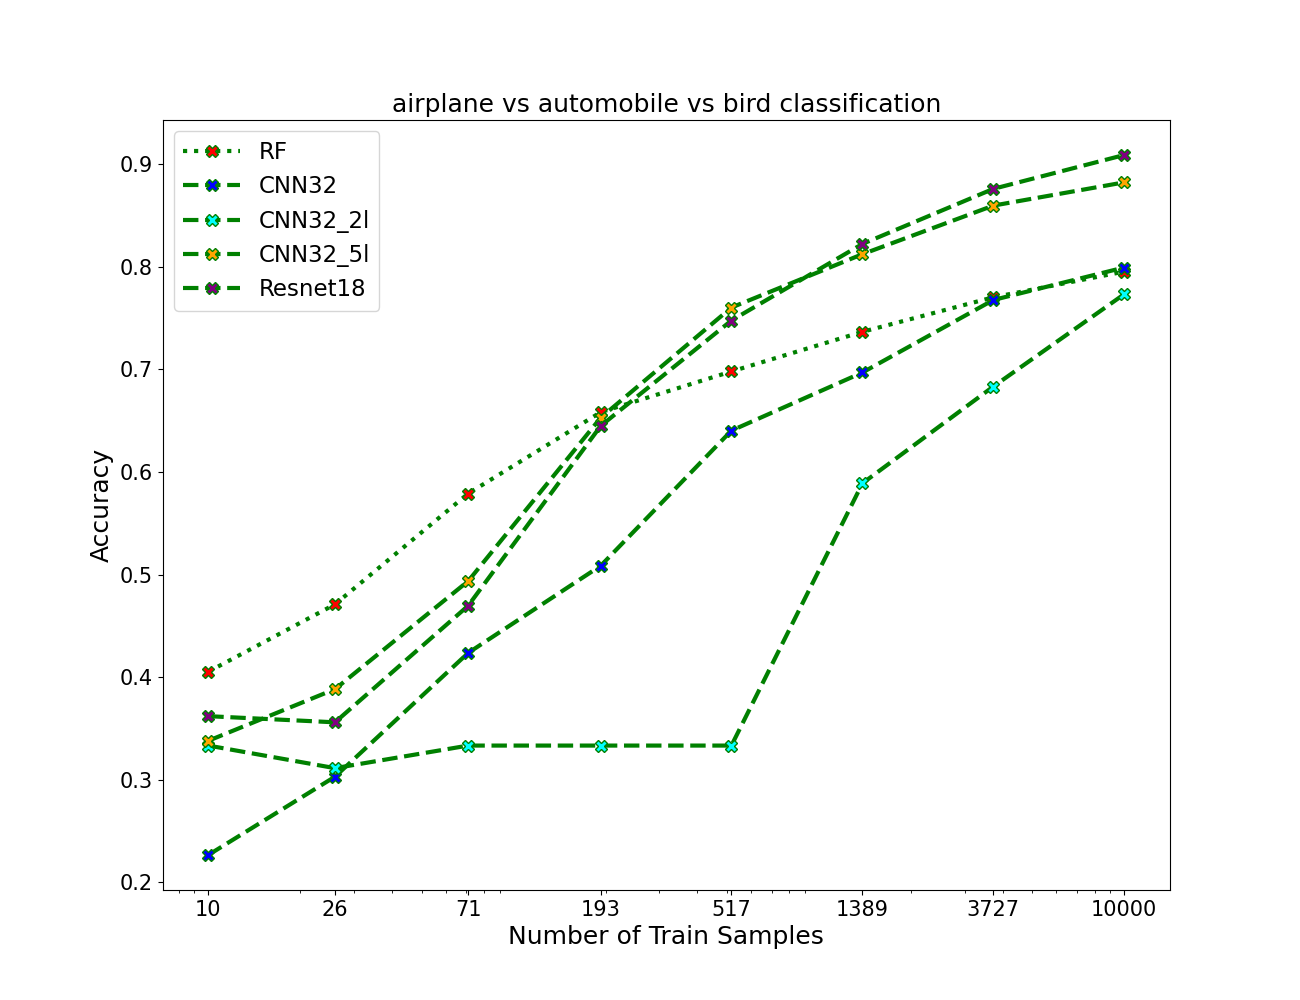 airplane vs automobile vs bird classification
RF
CNN32
CNN32_2l
CNN32_5l
Resnet18
0.9
0.8
0.7
0.6
0.5
0.4
0.3
0.2
Accuracy
10 26 71 193 517 1389 3727 10000
Number of Train Samples